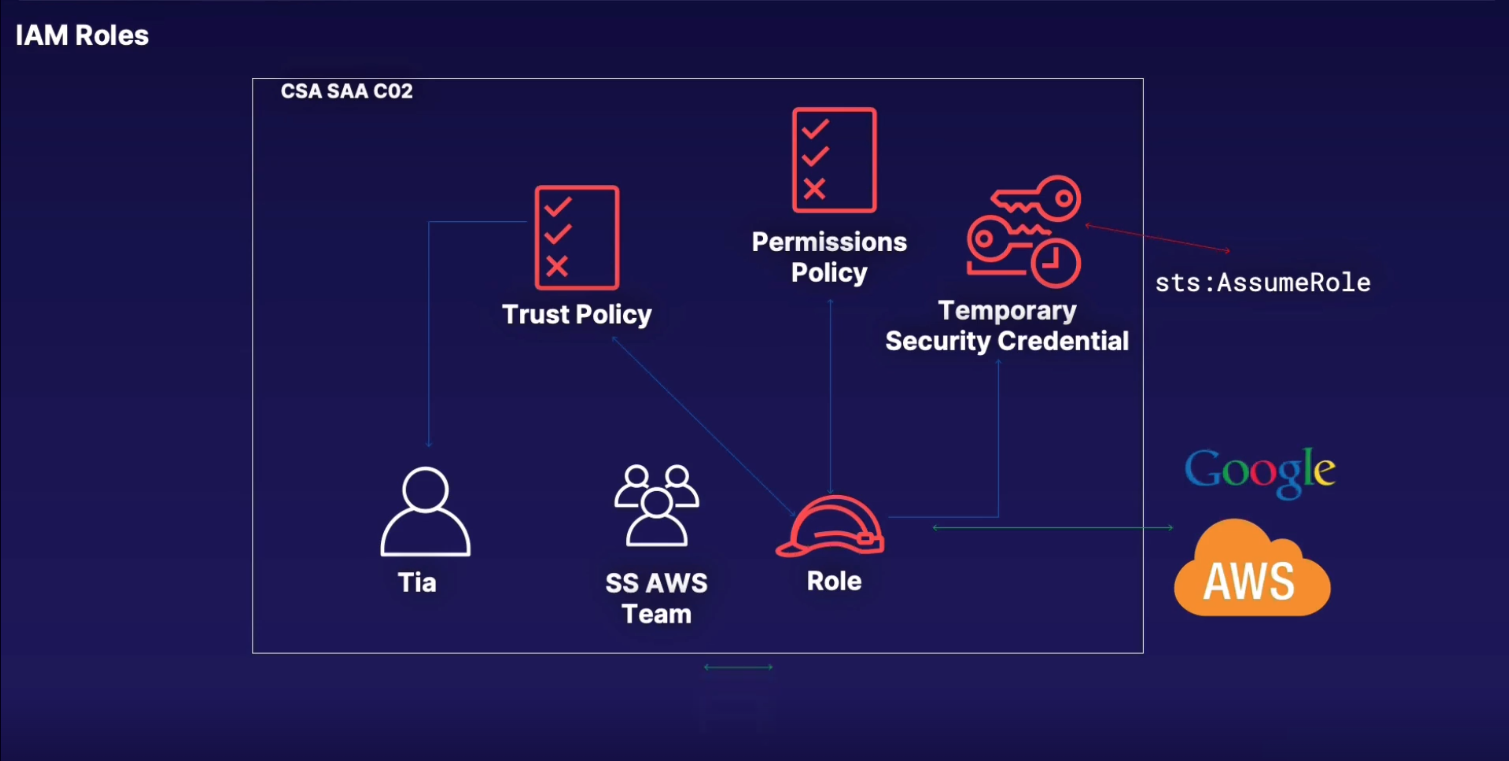 IAM Roles
CSA SAA C02
Trust Policy
Permissions
Policy
Temporary
Security Credential
sts:AssumeRole
Tia
SS AWS
Team
Role
Google
AWS